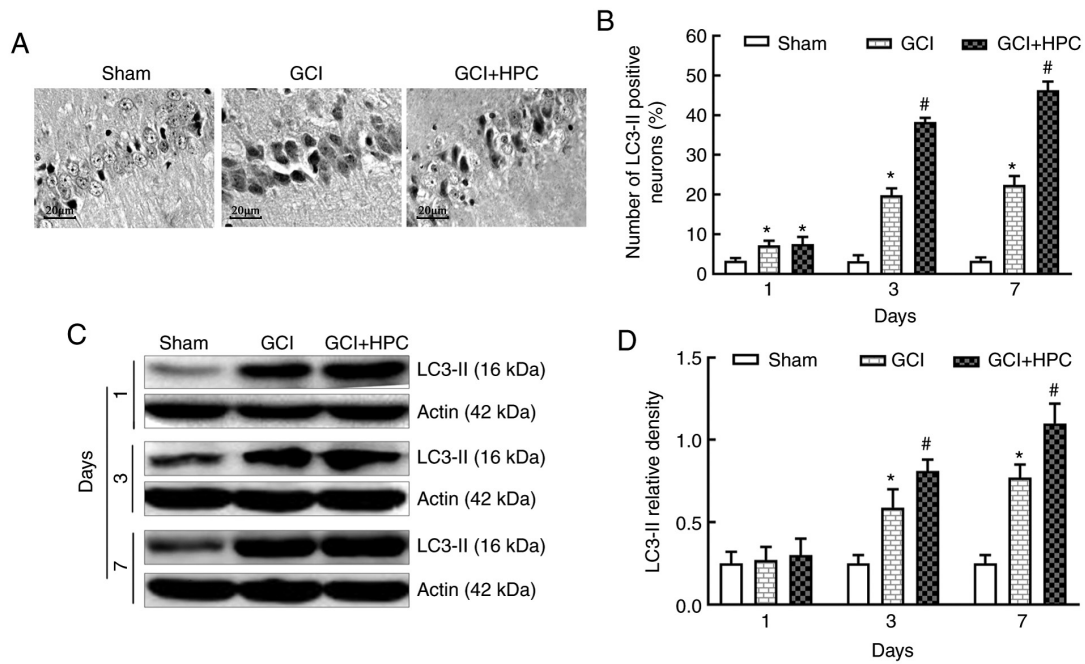 A
Sham
GCI
GCI+HPC
20μm
20μm
20μm
B
Sham
GCI
GCI+HPC
Number of LC3-II positive
neurons (%)
60
50
40
30
20
10
0
*
*
*
#
*
#
1
3
7
Days
C
Sham
GCI
GCI+HPC
Days
1
LC3-II (16 kDa)
Actin (42 kDa)
3
LC3-II (16 kDa)
Actin (42 kDa)
7
LC3-II (16 kDa)
Actin (42 kDa)
D
Sham
GCI
GCI+HPC
LC3-II relative density
1.5
1.0
0.5
0.0
*
#
*
#
1
3
7
Days